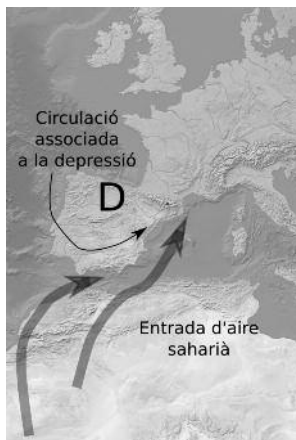 Circulació
associada
a la depressió
D
Entrada d'aire
saharià